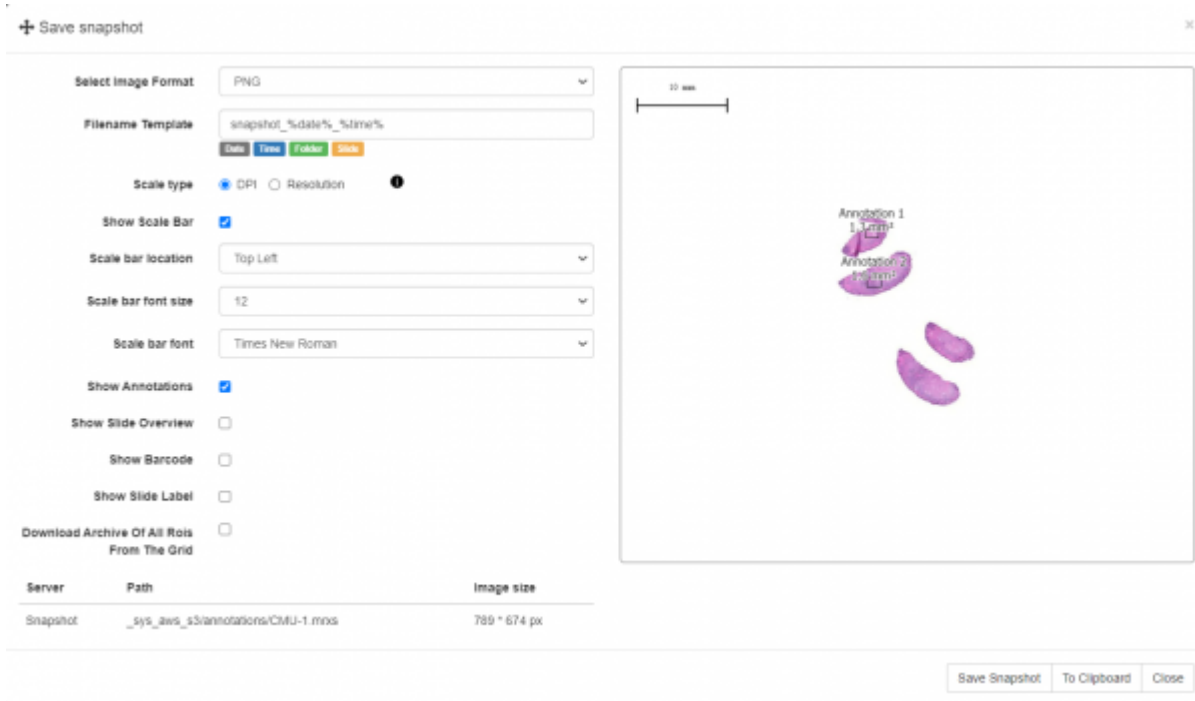 Save snapshot
×
Select Image Format PNG
Filename Template snapshot_%date%_%time%
Date Time Folder Slide
Scale type DPI Resolution
Show Scale Bar
Scale bar location Top Left
Scale bar font size 12
Scale bar font Times New Roman
Show Annotations
Show Slide Overview
Show Barcode
Show Slide Label
Download Archive Of All Rois
From The Grid
Server Path Image size
Snapshot _sys_aws_s3/annotations/CMU-1.mrxs 789 * 674 px
10 mm
Annotation 1
mm²
Annotation 2
mm²
Save Snapshot To Clipboard Close